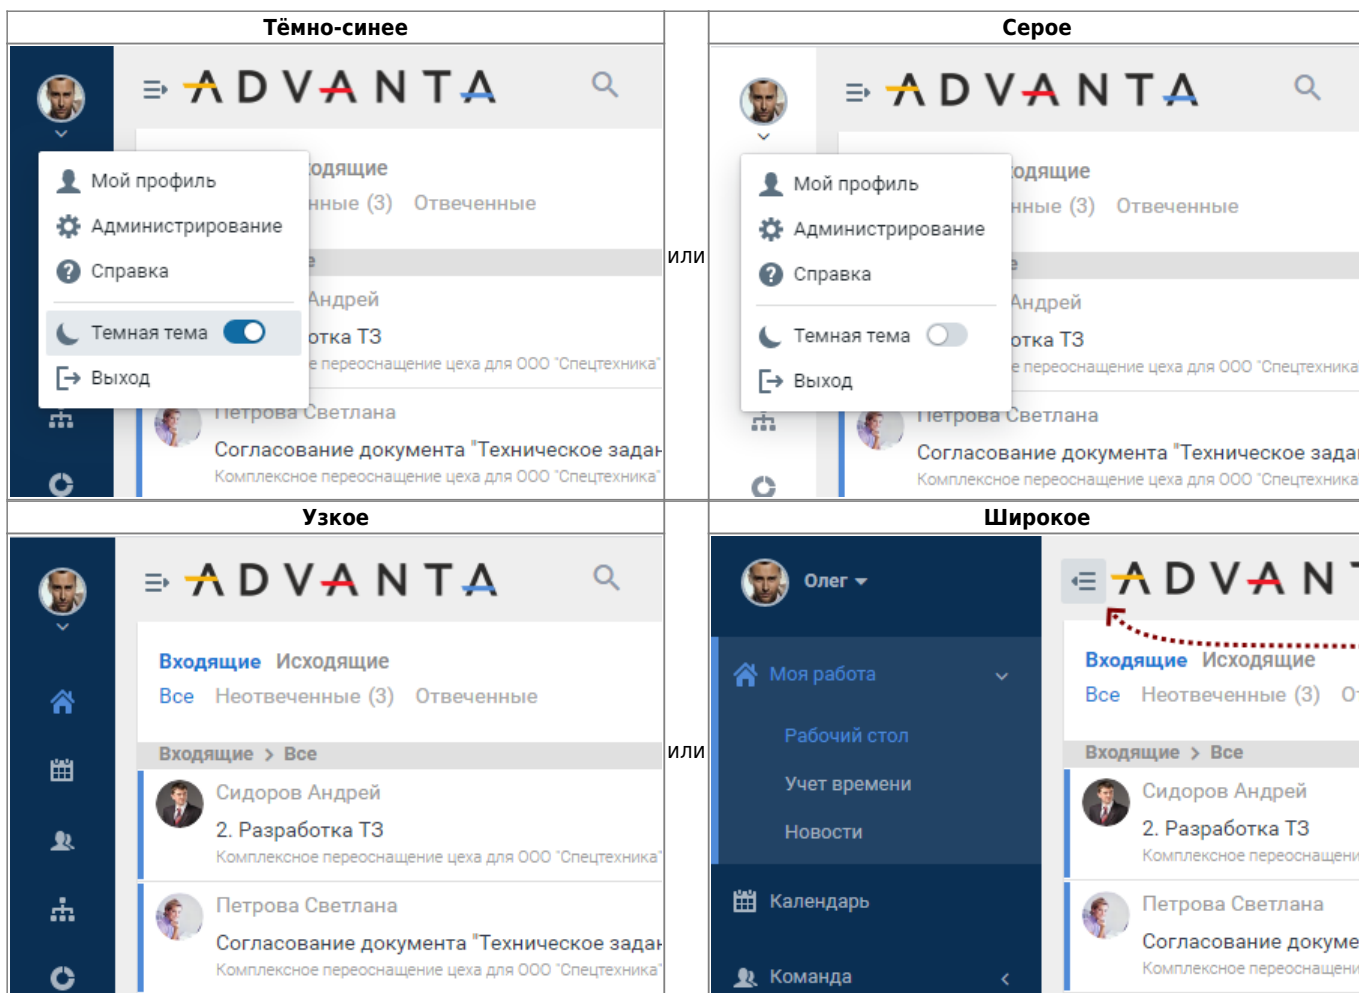 Тёмно-синее
ADVANTA
одящие
нные (3) Отвеченные
Мой профиль
Администрирование
Справка
Темная тема
Выход
Андрей
отка ТЗ
е переоснащение цеха для ООО "Спецтехника"
Петрова Светлана
Согласование документа "Техническое задан
Комплексное переоснащение цеха для ООО "Спецтехника"
или
Серое
ADVANTA
одящие
нные (3) Отвеченные
Мой профиль
Администрирование
Справка
Темная тема
Выход
Андрей
отка ТЗ
е переоснащение цеха для ООО "Спецтехника
Петрова Светлана
Согласование документа "Техническое зада
Комплексное переоснащение цеха для ООО "Спецтехника
Узкое
ADVANTA
Входящие Исходящие
Все Неотвеченные (3) Отвеченные
Входящие > Все
Сидоров Андрей
2. Разработка ТЗ
Комплексное переоснащение цеха для ООО "Спецтехника"
Петрова Светлана
Согласование документа "Техническое задан
Комплексное переоснащение цеха для ООО "Спецтехника"
или
Широкое
Олег
Моя работа
Рабочий стол
Учет времени
Новости
Календарь
Команда
ADVANT
Входящие Исходящие
Все Неотвеченные (3) От
Входящие > Все
Сидоров Андрей
2. Разработка ТЗ
Комплексное переоснащени
Петрова Светлана
Согласование докуме
Комплексное переоснащени